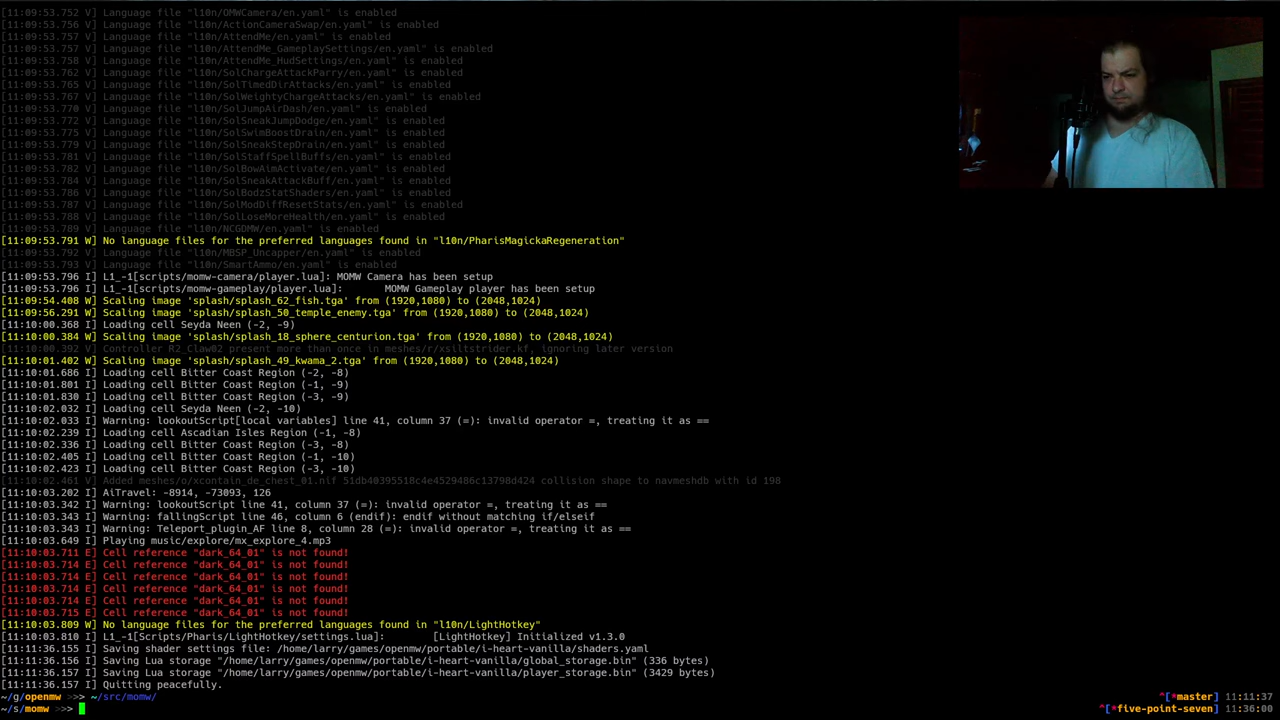 [11:09:53.752 V] Language file "l10n/OMWCamera/en.yaml" is enabled
[11:09:53.756 V] Language file "l10n/ActionCameraSwap/en.yaml" is enabled
[11:09:53.757 V] Language file "l10n/AttendMe/en.yaml" is enabled
[11:09:53.757 V] Language file "l10n/AttendMe_GameplaySettings/en.yaml" is enabled
[11:09:53.758 V] Language file "l10n/AttendMe_HudSettings/en.yaml" is enabled
[11:09:53.762 V] Language file "l10n/SolChargeAttackParry/en.yaml" is enabled
[11:09:53.765 V] Language file "l10n/SolTimedDirAttacks/en.yaml" is enabled
[11:09:53.767 V] Language file "l10n/SolWeightyChargeAttacks/en.yaml" is enabled
[11:09:53.770 V] Language file "l10n/SolJumpAirDash/en.yaml" is enabled
[11:09:53.772 V] Language file "l10n/SolSneakJumpDodge/en.yaml" is enabled
[11:09:53.775 V] Language file "l10n/SolSwimBoostDrain/en.yaml" is enabled
[11:09:53.779 V] Language file "l10n/SolSneakStepDrain/en.yaml" is enabled
[11:09:53.781 V] Language file "l10n/SolStaffSpellBuffs/en.yaml" is enabled
[11:09:53.782 V] Language file "l10n/SolBowAimActivate/en.yaml" is enabled
[11:09:53.784 V] Language file "l10n/SolSneakAttackBuff/en.yaml" is enabled
[11:09:53.786 V] Language file "l10n/SolBodzStatShaders/en.yaml" is enabled
[11:09:53.787 V] Language file "l10n/SolModDiffResetStats/en.yaml" is enabled
[11:09:53.788 V] Language file "l10n/SolLoseMoreHealth/en.yaml" is enabled
[11:09:53.789 V] Language file "l10n/NCGDMW/en.yaml" is enabled
[11:09:53.791 W] No language files for the preferred languages found in "l10n/PharisMagickaRegeneration"
[11:09:53.792 V] Language file "l10n/MBSP_Uncapper/en.yaml" is enabled
[11:09:53.793 V] Language file "l10n/SmartAmmo/en.yaml" is enabled
[11:09:53.796 I] L1_-1[scripts/momw-camera/player.lua]: MOMW Camera has been setup
[11:09:53.796 I] L1_-1[scripts/momw-gameplay/player.lua]:       MOMW Gameplay player has been setup
[11:09:54.408 W] Scaling image 'splash/splash_62_fish.tga' from (1920,1080) to (2048,1024)
[11:09:56.291 W] Scaling image 'splash/splash_50_temple_enemy.tga' from (1920,1080) to (2048,1024)
[11:10:00.368 I] Loading cell Seyda Neen (-2, -9)
[11:10:00.384 W] Scaling image 'splash/splash_18_sphere_centurion.tga' from (1920,1080) to (2048,1024)
[11:10:00.392 V] Controller R2_Claw02 present more than once in meshes/r/xsiltstrider.kf, ignoring later version
[11:10:01.402 W] Scaling image 'splash/splash_49_kwama_2.tga' from (1920,1080) to (2048,1024)
[11:10:01.686 I] Loading cell Bitter Coast Region (-2, -8)
[11:10:01.801 I] Loading cell Bitter Coast Region (-1, -9)
[11:10:01.830 I] Loading cell Bitter Coast Region (-3, -9)
[11:10:02.032 I] Loading cell Seyda Neen (-2, -10)
[11:10:02.033 I] Warning: lookoutScript[local variables] line 41, column 37 (=): invalid operator =, treating it as ==
[11:10:02.239 I] Loading cell Ascadian Isles Region (-1, -8)
[11:10:02.336 I] Loading cell Bitter Coast Region (-3, -8)
[11:10:02.405 I] Loading cell Bitter Coast Region (-1, -10)
[11:10:02.423 I] Loading cell Bitter Coast Region (-3, -10)
[11:10:02.461 V] Added meshes/o/xcontain_de_chest_01.nif 51db40395518c4e4529486c13798d424 collision shape to navmeshdb with id 198
[11:10:03.202 I] AiTravel: -8914, -73093, 126
[11:10:03.342 I] Warning: lookoutScript line 41, column 37 (=): invalid operator =, treating it as ==
[11:10:03.343 I] Warning: fallingScript line 46, column 6 (endif): endif without matching if/elseif
[11:10:03.343 I] Warning: Teleport_plugin_AF line 8, column 28 (=): invalid operator =, treating it as ==
[11:10:03.649 I] Playing music/explore/mx_explore_4.mp3
[11:10:03.711 E] Cell reference "dark_64_01" is not found!
[11:10:03.714 E] Cell reference "dark_64_01" is not found!
[11:10:03.714 E] Cell reference "dark_64_01" is not found!
[11:10:03.714 E] Cell reference "dark_64_01" is not found!
[11:10:03.714 E] Cell reference "dark_64_01" is not found!
[11:10:03.715 E] Cell reference "dark_64_01" is not found!
[11:10:03.809 W] No language files for the preferred languages found in "l10n/LightHotkey"
[11:10:03.810 I] L1_-1[Scripts/Pharis/LightHotkey/settings.lua]:        [LightHotkey] Initialized v1.3.0
[11:11:36.155 I] Saving shader settings file: /home/larry/games/openmw/portable/i-heart-vanilla/shaders.yaml
[11:11:36.156 I] Saving Lua storage "/home/larry/games/openmw/portable/i-heart-vanilla/global_storage.bin" (336 bytes)
[11:11:36.157 I] Saving Lua storage "/home/larry/games/openmw/portable/i-heart-vanilla/player_storage.bin" (3429 bytes)
[11:11:36.157 I] Quitting peacefully.
~/g/openmw >>> ~/src/momw/ ^[*master] 11:11:37
~/s/momw >>> ^[*five-point-seven] 11:36:00